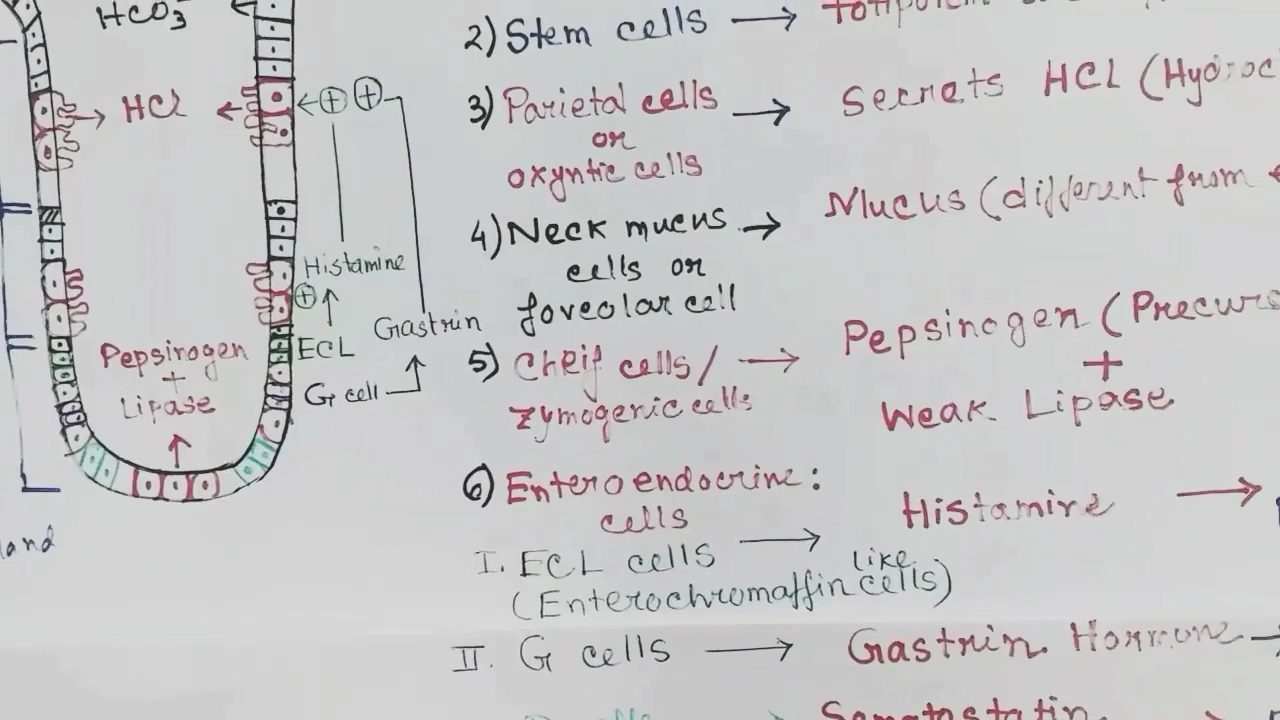 HCO3-
HCl
Histamine
Gastrin
ECL
G cell
Pepsinogen
+
Lipase
2) Stem cells →
3) Parietal cells → Secrets HCL (Hydroc
or
oxyntic cells
4) Neck mucus → Mucus (different from
cells or
foveolar cell
5) Cheif cells/ → Pepsinogen (Precurs
zymogenic cells
+
Weak Lipase
6) Enteroendocrine:
cells
I. ECL cells → Histamine →
(Enterochromaffin like cells)
II. G cells → Gastrin Hormone →
Somatostatin